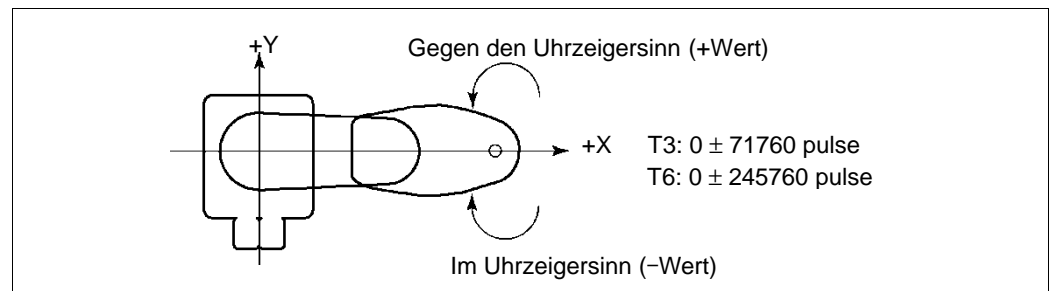 +Y
Gegen den Uhrzeigersinn (+Wert)
+X
T3: 0 ± 71760 pulse
T6: 0 ± 245760 pulse
Im Uhrzeigersinn (−Wert)